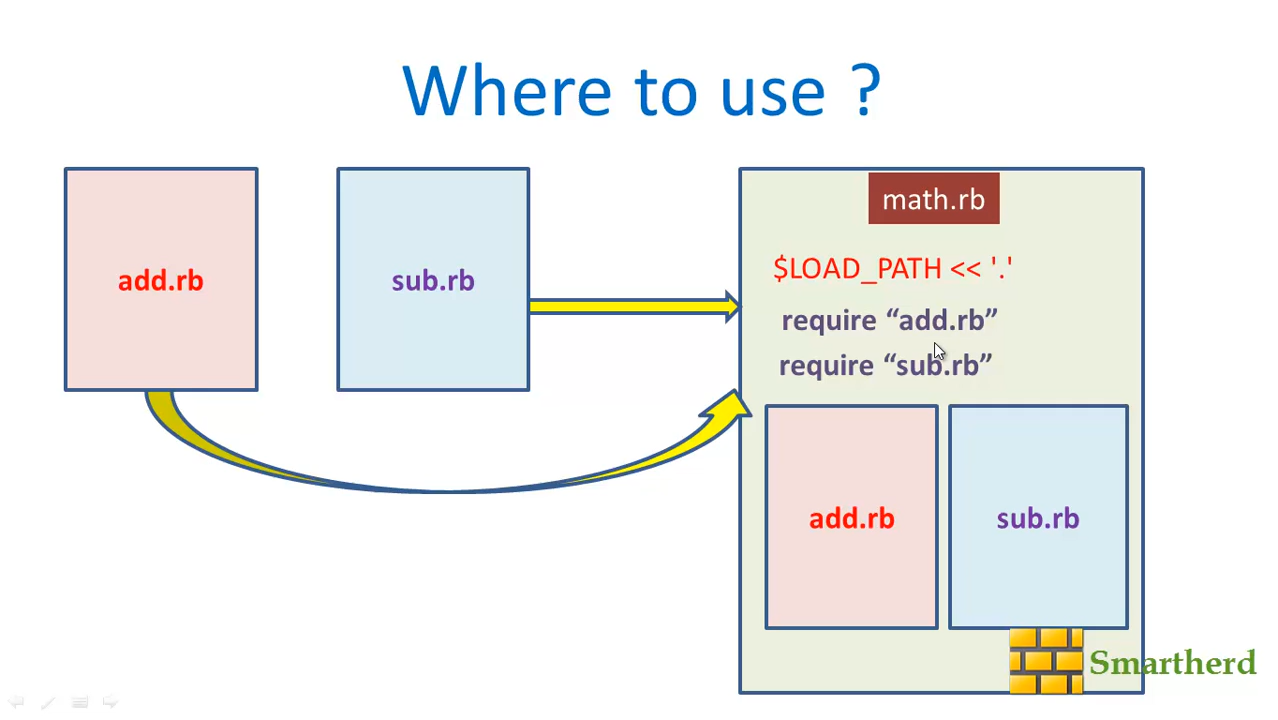 Where to use ?
add.rb
sub.rb
math.rb
$LOAD_PATH << '.'
require “add.rb”
require “sub.rb”
add.rb
sub.rb
Smartherd